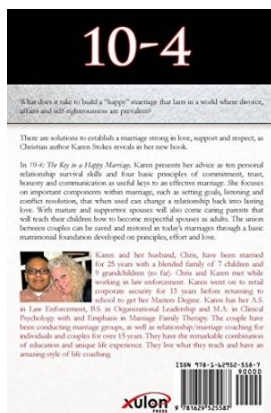 10-4
What does it take to build a "happy" marriage that lasts in a world where divorce,
affairs and self-righteousness are prevalent?
There are solutions to establish a marriage strong in love, support and respect, as
Christian author Karen Stokes reveals in her new book.
In 10-4: The Key to a Happy Marriage, Karen presents her advice as ten personal
relationship survival skills and four basic principles of commitment, trust,
honesty and communication as useful keys to an effective marriage. She focuses
on important components within marriage, such as setting goals, listening and
conflict resolution, that when used can change a relationship back into lasting
love. With mature and supportive spouses will also come caring parents that
will teach their children how to become respectful spouses as adults. The union
between couples can be saved and restored in today's marriages through a basic
matrimonial foundation developed on principles, effort and love.
Karen and her husband, Chris, have been married
for 25 years with a blended family of 7 children and
9 grandchildren (so far). Chris and Karen met while
working in law enforcement. Karen went on to retail
corporate security for 13 years before returning to
school to get her Masters Degree. Karen has her A.S.
in Law Enforcement, B.S. in Organizational Leadership and M.A. in Clinical
Psychology with and Emphasis in Marriage Family Therapy. The couple have
been conducting marriage groups, as well as relationship/marriage coaching for
individuals and couples for over 15 years. They have the remarkable combination
of education and unique life experience. They live what they teach and have an
amazing style of life coaching.
ISBN 978-1-62952-558-7
90000
9 781629 525587
xulon
PRESS